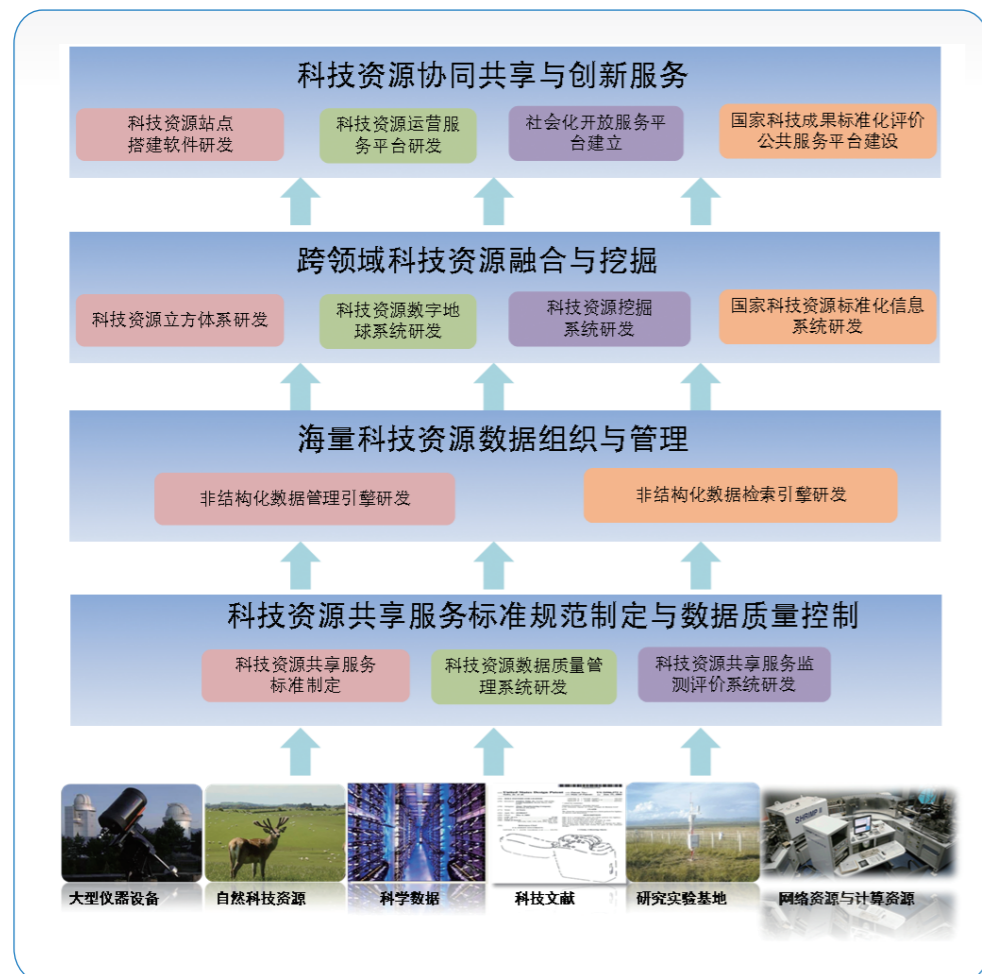 科技资源协同共享与创新服务
科技资源站点
搭建软件研发
科技资源运营服
务平台研发
社会化开放服务平
台建立
国家科技成果标准化评价
公共服务平台建设
跨领域科技资源融合与挖掘
科技资源立方体系研发
科技资源数字地
球系统研发
科技资源挖掘
系统研发
国家科技资源标准化信息
系统研发
海量科技资源数据组织与管理
非结构化数据管理引擎研发
非结构化数据检索引擎研发
科技资源共享服务标准规范制定与数据质量控制
科技资源共享服务
标准制定
科技资源数据质量管
理系统研发
科技资源共享服务监
测评价系统研发
SHRIMP II
大型仪器设备
自然科技资源
科学数据
科技文献
研究实验基地
网络资源与计算资源